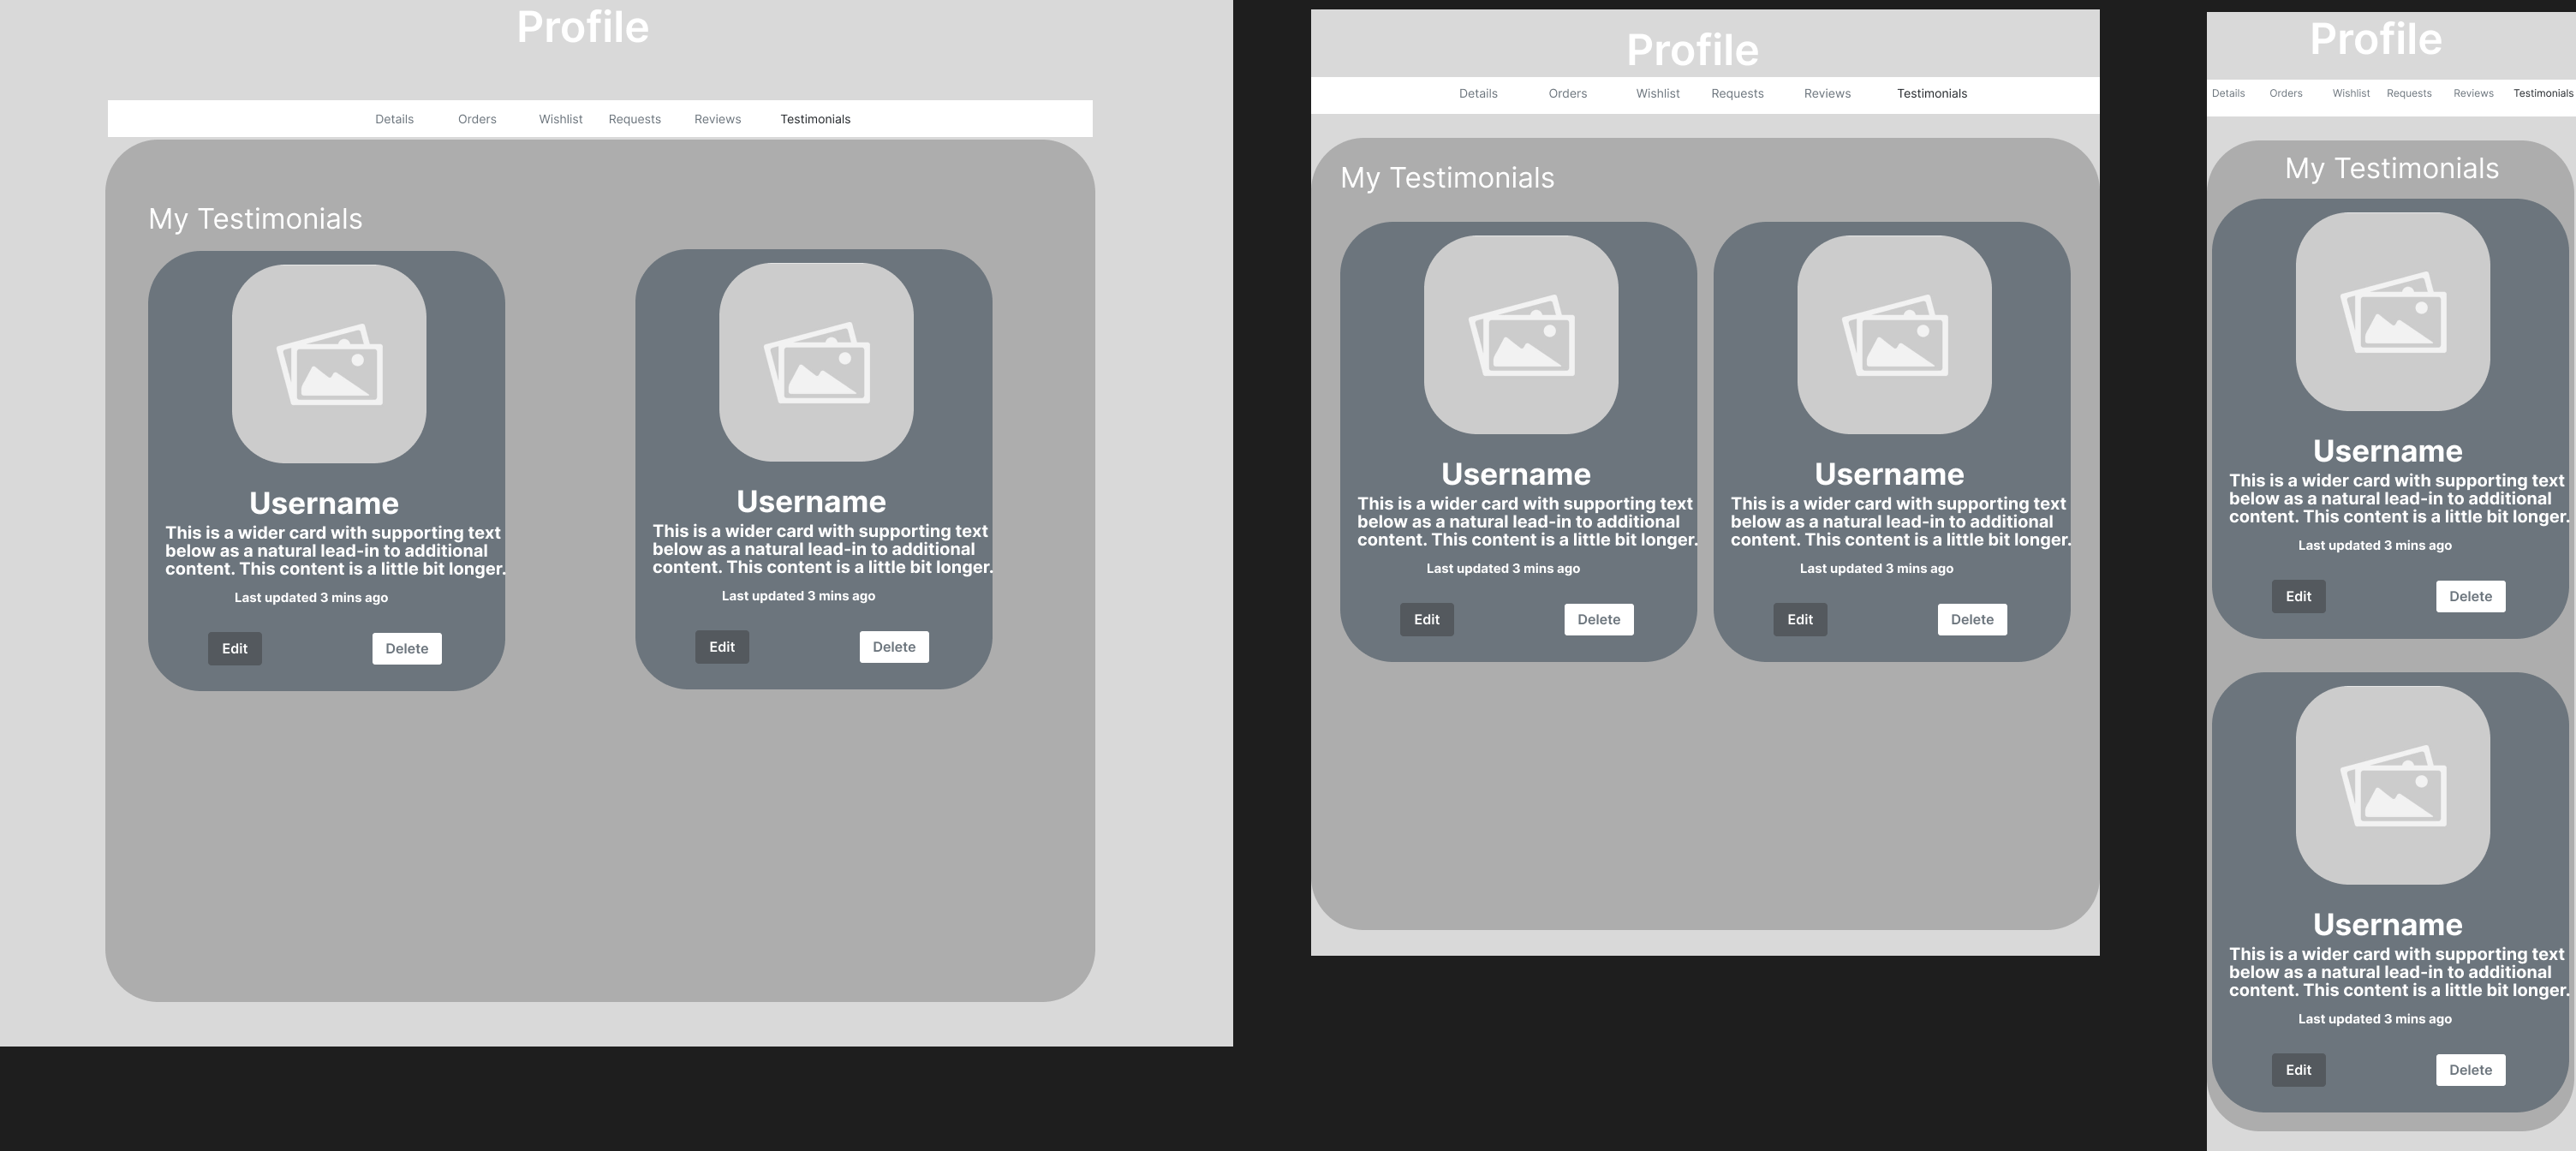 Profile
Details Orders Wishlist Requests Reviews Testimonials
My Testimonials
Username
This is a wider card with supporting text
below as a natural lead-in to additional
content. This content is a little bit longer.
Last updated 3 mins ago
Edit Delete
Username
This is a wider card with supporting text
below as a natural lead-in to additional
content. This content is a little bit longer.
Last updated 3 mins ago
Edit Delete
Profile
Details Orders Wishlist Requests Reviews Testimonials
My Testimonials
Username
This is a wider card with supporting text
below as a natural lead-in to additional
content. This content is a little bit longer.
Last updated 3 mins ago
Edit Delete
Username
This is a wider card with supporting text
below as a natural lead-in to additional
content. This content is a little bit longer.
Last updated 3 mins ago
Edit Delete
Profile
Details Orders Wishlist Requests Reviews Testimonials
My Testimonials
Username
This is a wider card with supporting text
below as a natural lead-in to additional
content. This content is a little bit longer.
Last updated 3 mins ago
Edit Delete
Username
This is a wider card with supporting text
below as a natural lead-in to additional
content. This content is a little bit longer.
Last updated 3 mins ago
Edit Delete